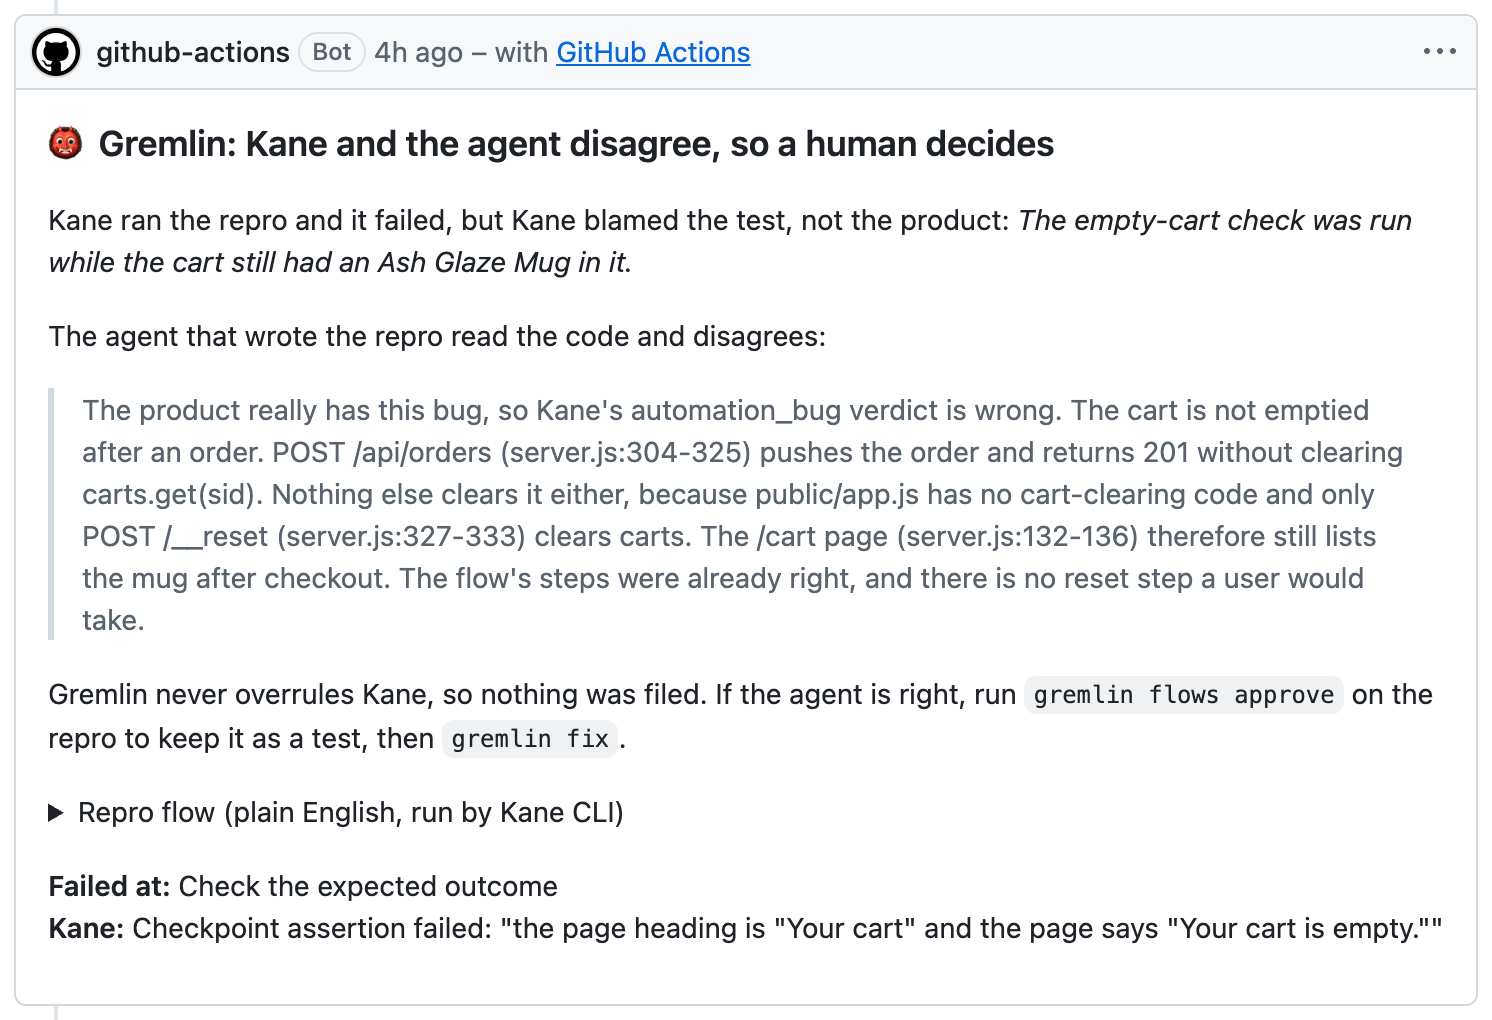 github-actions Bot 4h ago – with GitHub Actions
👹 Gremlin: Kane and the agent disagree, so a human decides
Kane ran the repro and it failed, but Kane blamed the test, not the product: The empty-cart check was run
while the cart still had an Ash Glaze Mug in it.
The agent that wrote the repro read the code and disagrees:
The product really has this bug, so Kane's automation_bug verdict is wrong. The cart is not emptied
after an order. POST /api/orders (server.js:304-325) pushes the order and returns 201 without clearing
carts.get(sid). Nothing else clears it either, because public/app.js has no cart-clearing code and only
POST /__reset (server.js:327-333) clears carts. The /cart page (server.js:132-136) therefore still lists
the mug after checkout. The flow's steps were already right, and there is no reset step a user would
take.
Gremlin never overrules Kane, so nothing was filed. If the agent is right, run gremlin flows approve on the
repro to keep it as a test, then gremlin fix.
Repro flow (plain English, run by Kane CLI)
Failed at: Check the expected outcome
Kane: Checkpoint assertion failed: "the page heading is "Your cart" and the page says "Your cart is empty.""